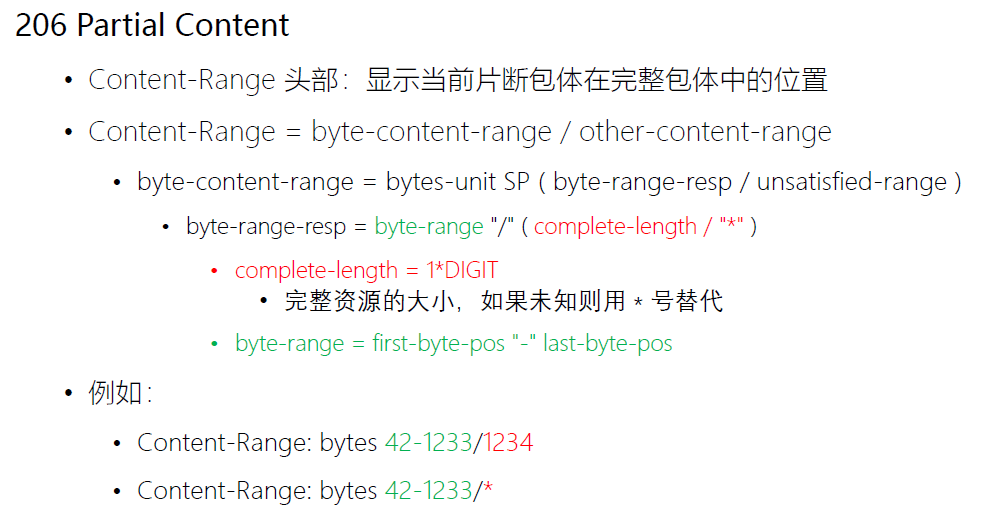 206 Partial Content
• Content-Range 头部：显示当前片断包体在完整包体中的位置
• Content-Range = byte-content-range / other-content-range
• byte-content-range = bytes-unit SP ( byte-range-resp / unsatisfied-range )
• byte-range-resp = byte-range "/" ( complete-length / "*" )
• complete-length = 1*DIGIT
• 完整资源的大小，如果未知则用 * 号替代
• byte-range = first-byte-pos "-" last-byte-pos
• 例如：
• Content-Range: bytes 42-1233/1234
• Content-Range: bytes 42-1233/*